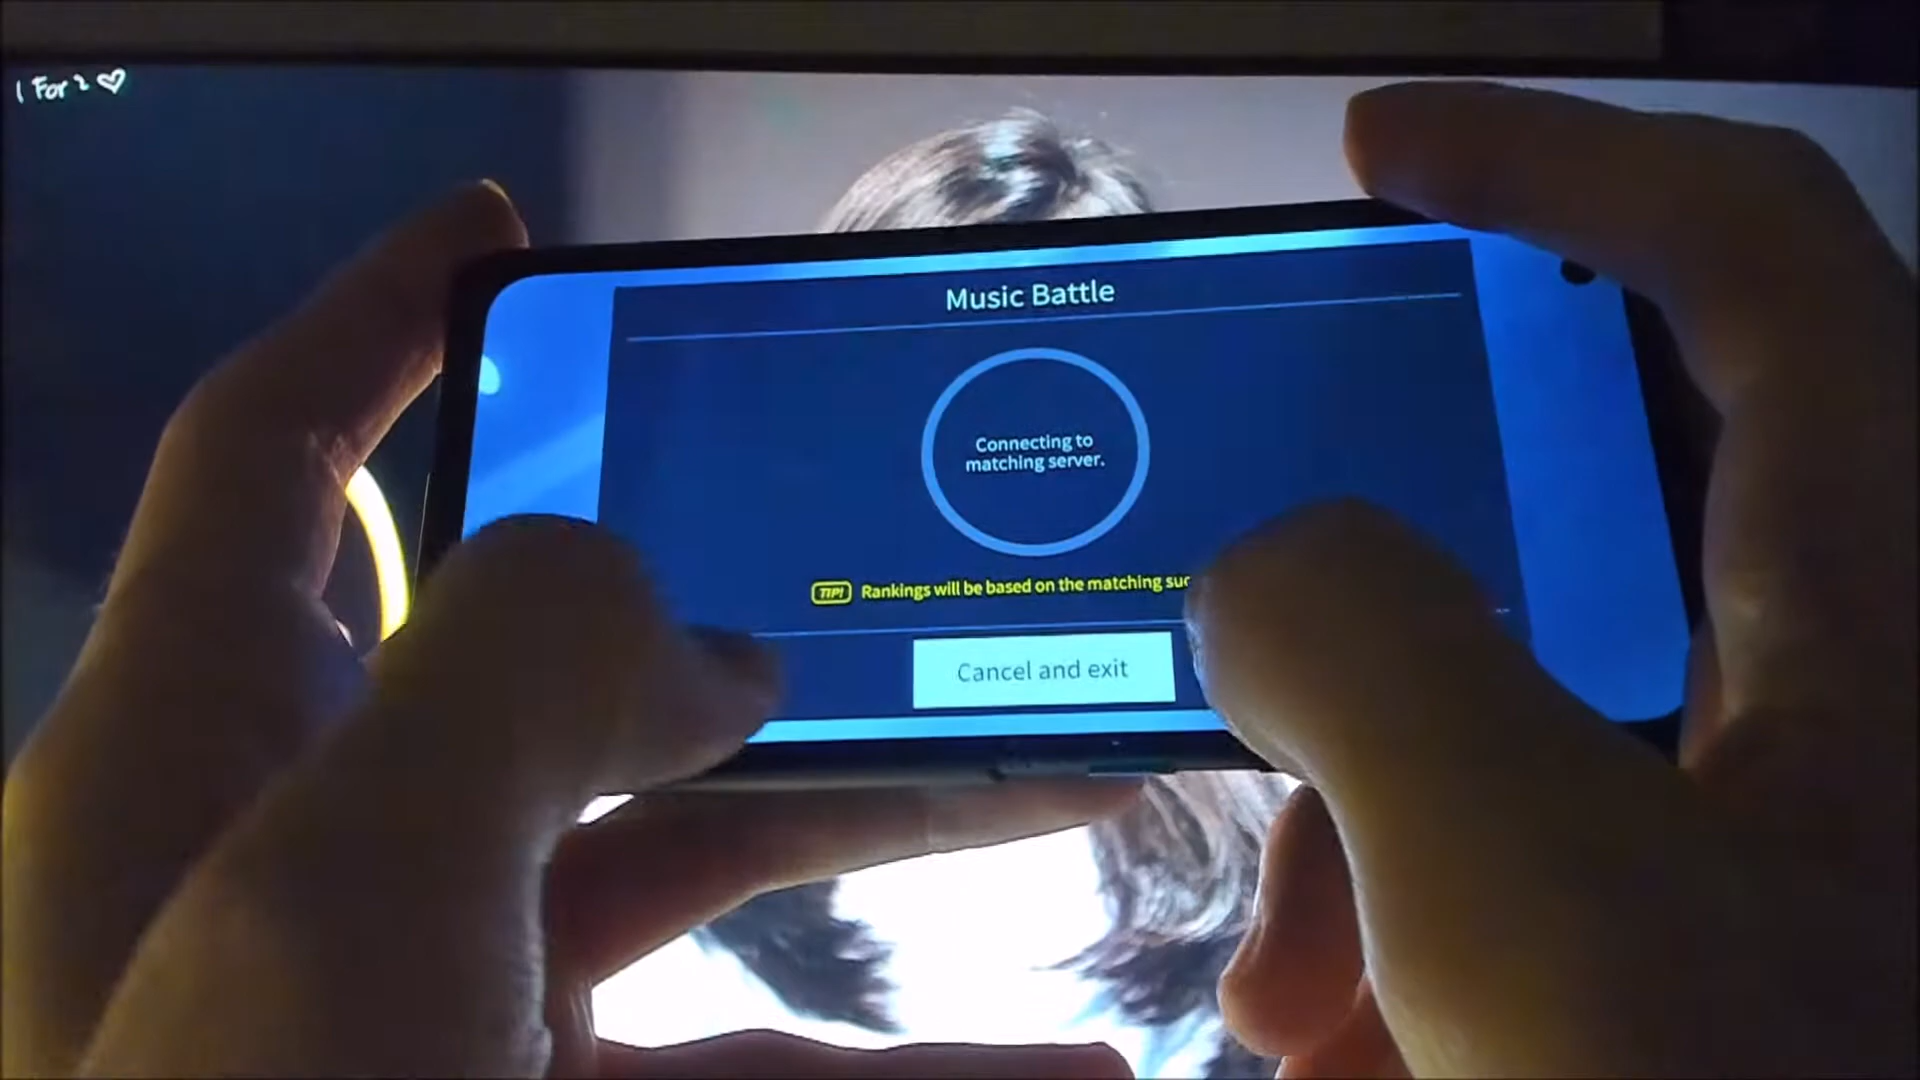 1 For 2 ♡
Music Battle
Connecting to
matching server.
TIP! Rankings will be based on the matching
Cancel and exit